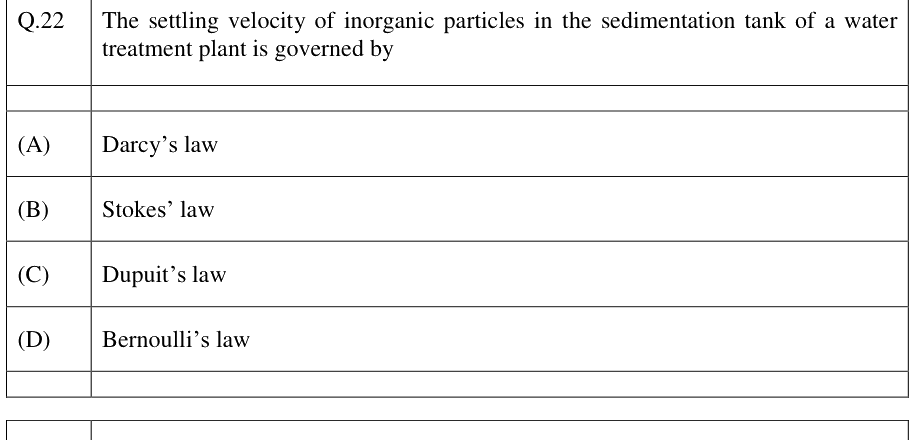 Q.22 The settling velocity of inorganic particles in the sedimentation tank of a water
treatment plant is governed by
(A) Darcy’s law
(B) Stokes’ law
(C) Dupuit’s law
(D) Bernoulli’s law